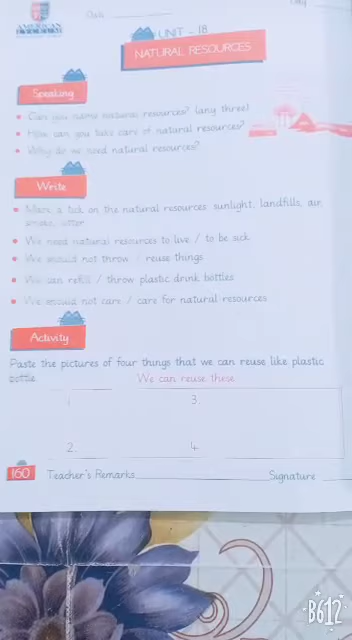 AMERICAN
Date
Day
UNIT - 18
NATURAL RESOURCES
Speaking
Can you name natural resources? (any three)
How can you take care of natural resources?
Why do we need natural resources?
Write
Make a tick on the natural resources: sunlight, landfills, air,
smoke, litter
We need natural resources to live / to be sick
We should not throw / reuse things
We can refill / throw plastic drink bottles
We should not care / care for natural resources
Activity
Paste the pictures of four things that we can reuse like plastic
bottle.
We can reuse these
1. 3.
2. 4.
160 Teacher's Remarks Signature
B612